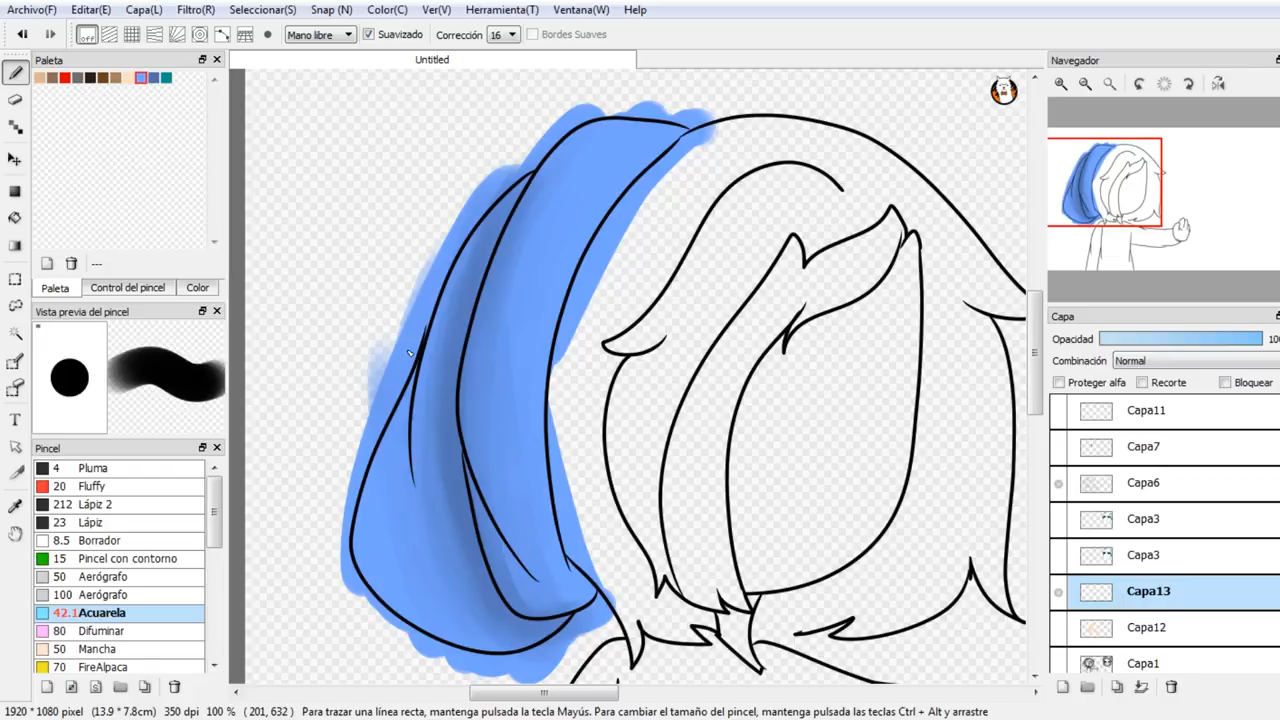 Archivo(F) Editar(E) Capa(L) Filtro(R) Seleccionar(S) Snap (N) Color(C) Ver(V) Herramienta(T) Ventana(W) Help
Off Mano libre Suavizado Corrección 16 Bordes Suaves
Paleta
Untitled
Navegador
---
Paleta Control del pincel Color
Vista previa del pincel
Pincel
4 Pluma
20 Fluffy
212 Lápiz 2
23 Lápiz
8.5 Borrador
15 Pincel con contorno
50 Aerógrafo
100 Aerógrafo
42.1 Acuarela
80 Difuminar
50 Mancha
70 FireAlpaca
Capa
Opacidad 100
Combinación Normal
Proteger alfa Recorte Bloquear
Capa11
Capa7
Capa6
Capa3
Capa3
Capa13
Capa12
Capa1
1920 * 1080 pixel (13.9 * 7.8cm) 350 dpi 100 % ( 201, 632 ) Para trazar una línea recta, mantenga pulsada la tecla Mayús. Para cambiar el tamaño del pincel, mantenga pulsada las teclas Ctrl + Alt y arrastre